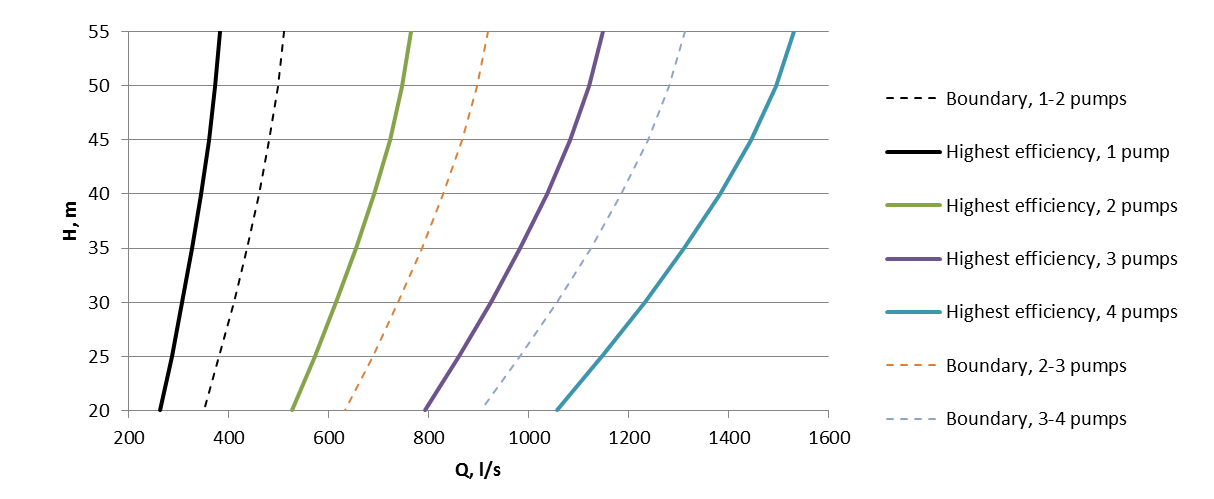 55
50
45
40
35
30
25
20
H, m
200 400 600 800 1000 1200 1400 1600
Q, l/s
Boundary, 1-2 pumps
Highest efficiency, 1 pump
Highest efficiency, 2 pumps
Highest efficiency, 3 pumps
Highest efficiency, 4 pumps
Boundary, 2-3 pumps
Boundary, 3-4 pumps